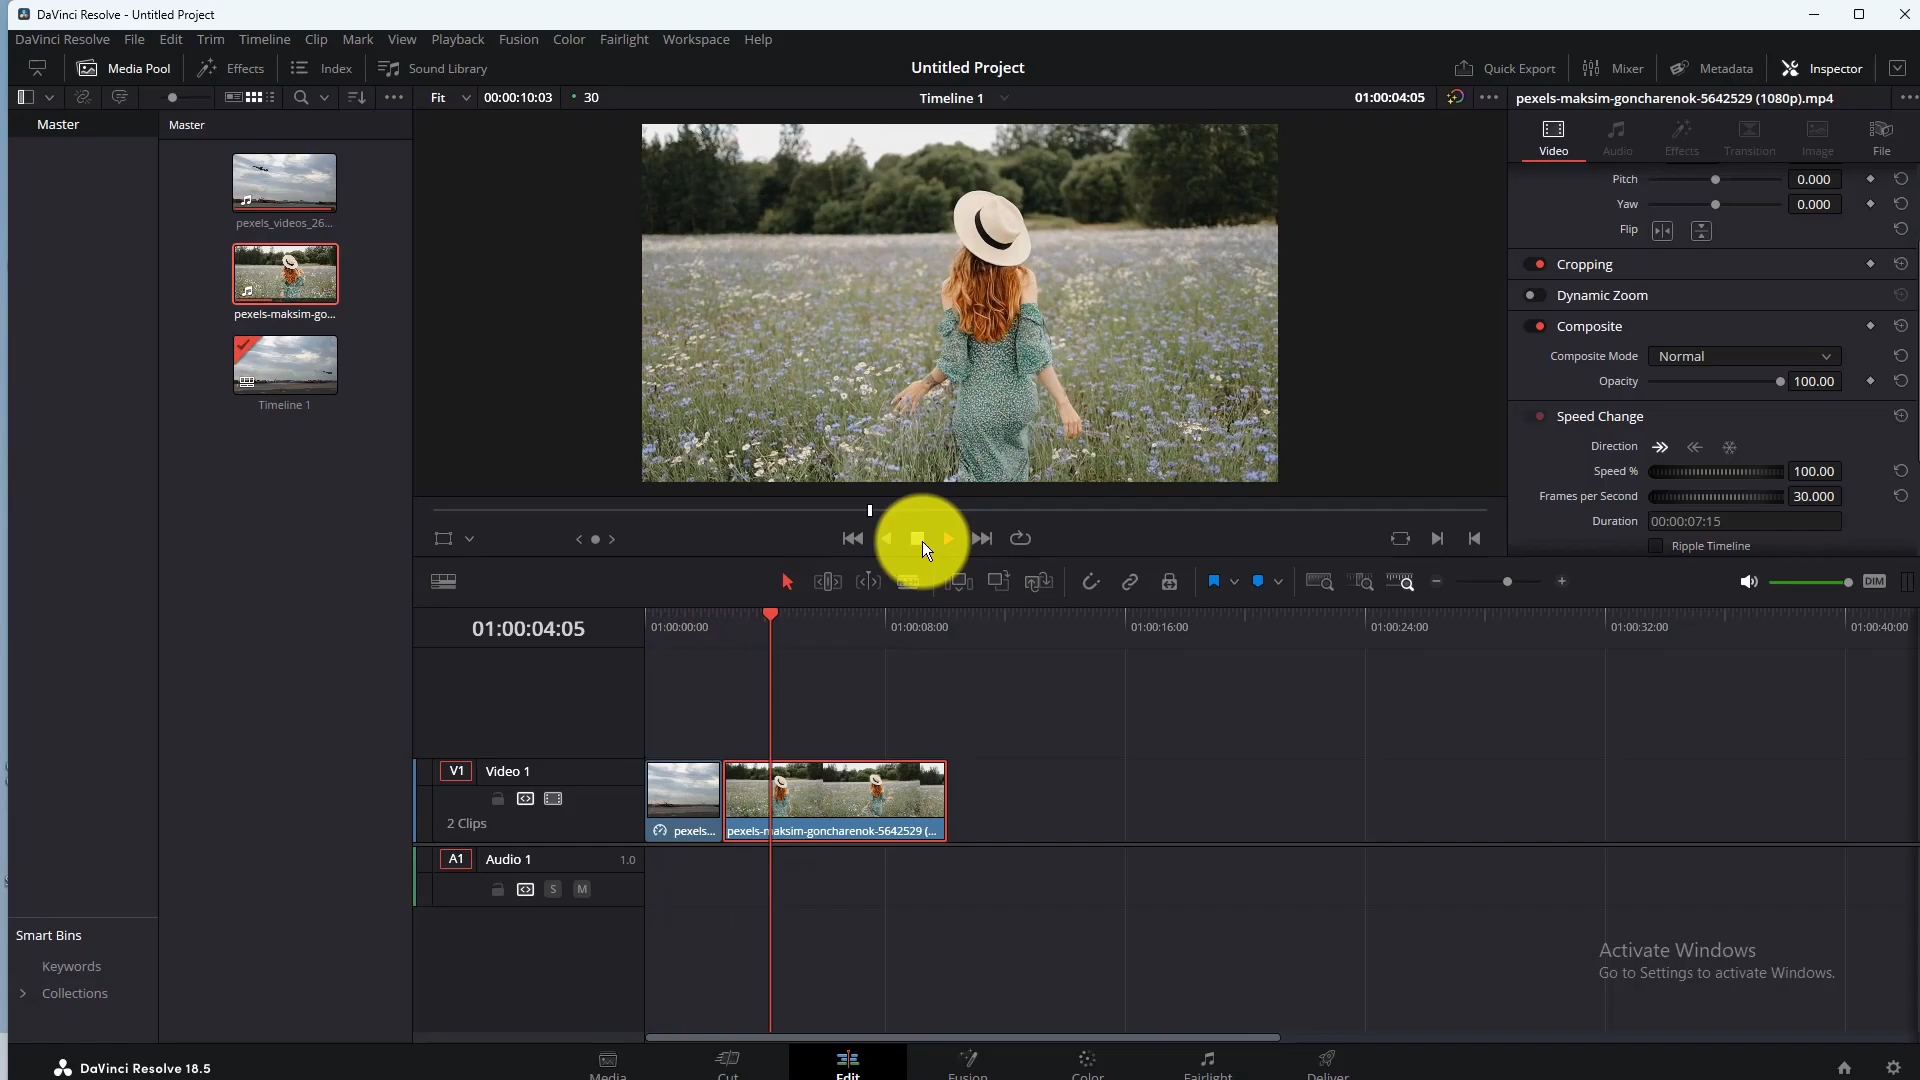 DaVinci Resolve - Untitled Project
DaVinci Resolve File Edit Trim Timeline Clip Mark View Playback Fusion Color Fairlight Workspace Help
Media Pool Effects Index Sound Library Untitled Project Quick Export Mixer Metadata Inspector
Fit 00:00:10:03 30 Timeline 1 01:00:04:05 pexels-maksim-goncharenok-5642529 (1080p).mp4
Master Master
Video Audio Effects Transition Image File
Pitch 0.000
Yaw 0.000
pexels_videos_26...
Flip
Cropping
Dynamic Zoom
pexels-maksim-go...
Composite
Composite Mode Normal
Opacity 100.00
Timeline 1
Speed Change
Direction
Speed % 100.00
Frames per Second 30.000
Duration 00:00:07:15
Ripple Timeline
DIM
01:00:04:05 01:00:00:00 01:00:08:00 01:00:16:00 01:00:24:00 01:00:32:00 01:00:40:00
V1 Video 1
2 Clips
pexels... pexels-maksim-goncharenok-5642529 (...
A1 Audio 1 1.0
S M
Smart Bins
Keywords
Collections
Activate Windows
Go to Settings to activate Windows.
DaVinci Resolve 18.5
Media Cut Edit Fusion Color Fairlight Deliver